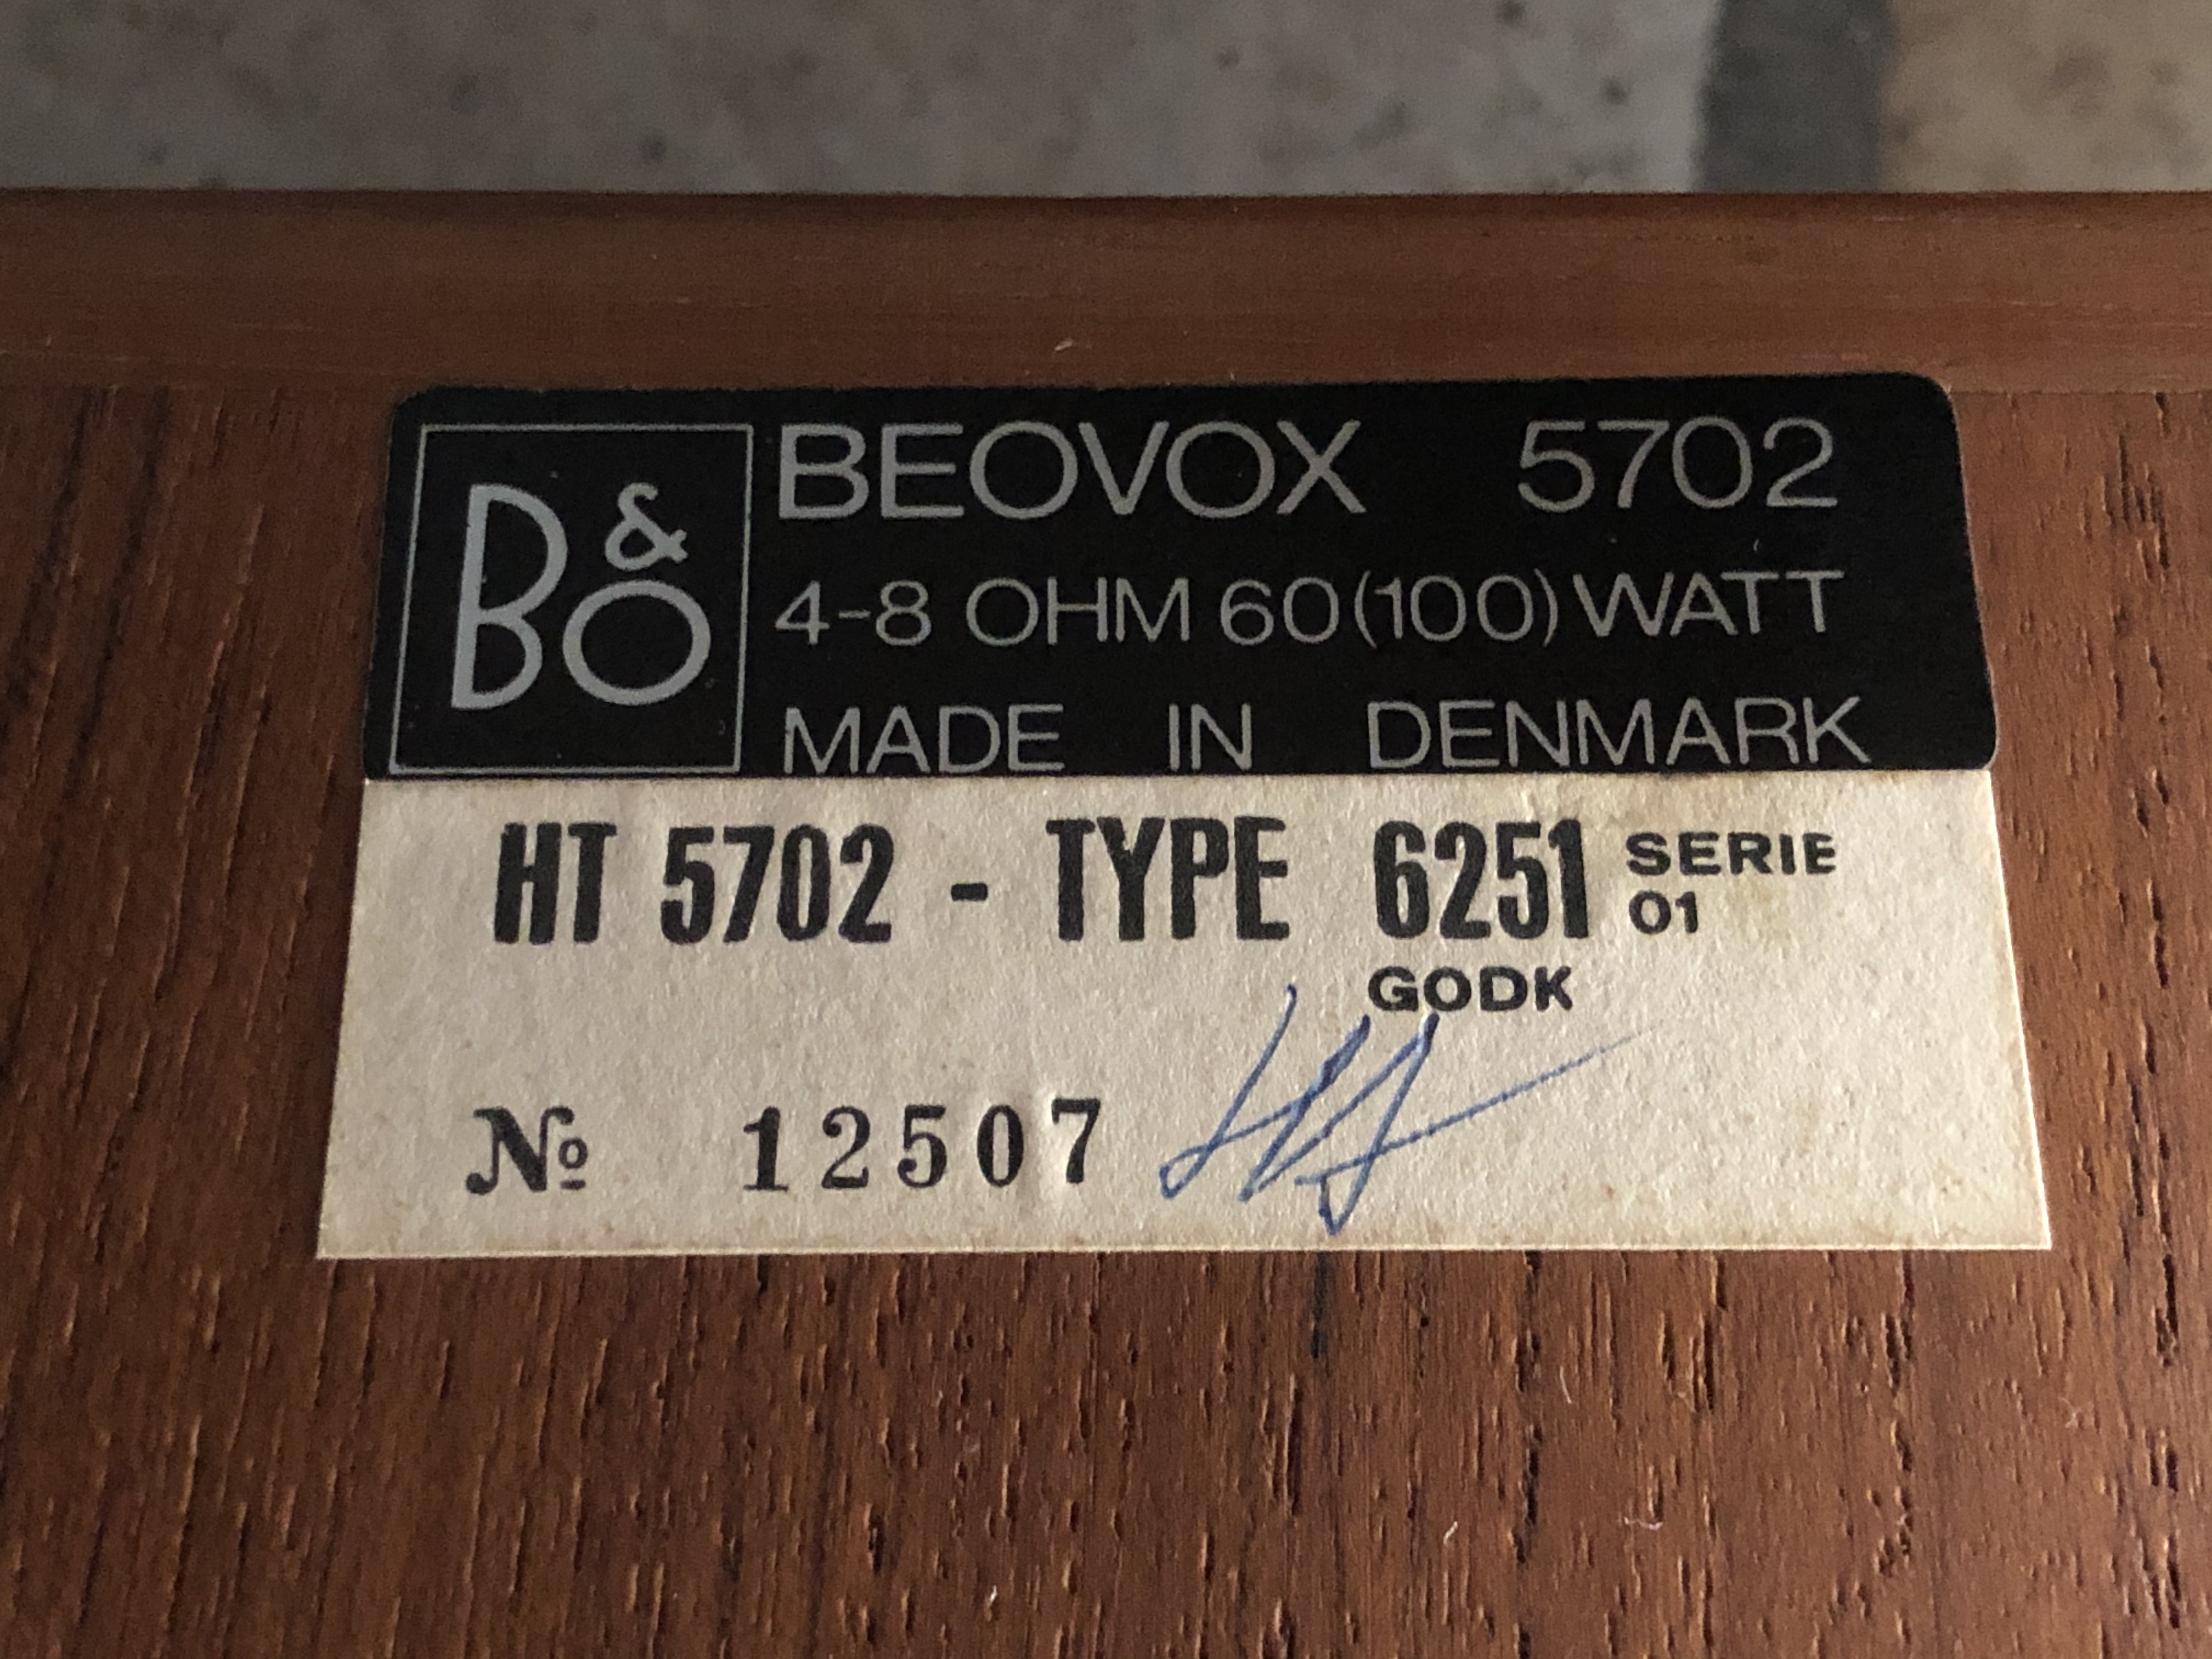 B&O
BEOVOX 5702
4-8 OHM 60(100) WATT
MADE IN DENMARK
HT 5702 - TYPE 6251 SERIE
01
GODK
№ 12507